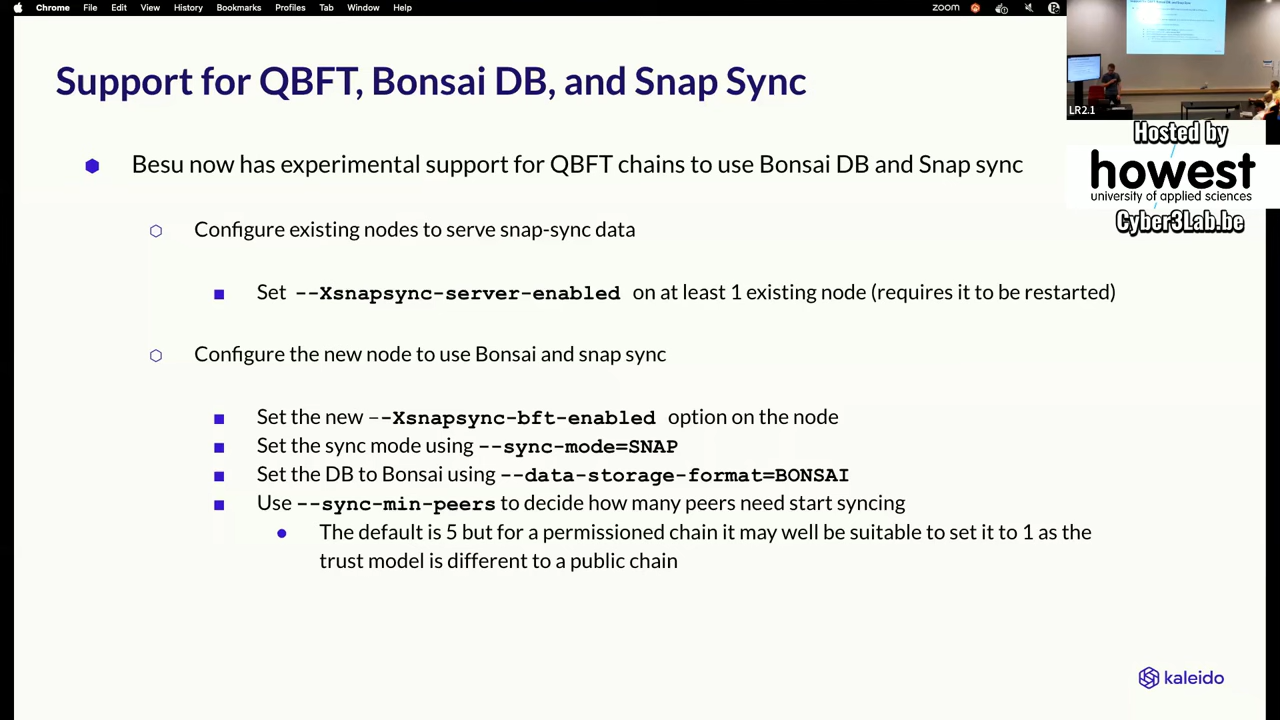 Chrome File Edit View History Bookmarks Profiles Tab Window Help zoom
Support for QBFT, Bonsai DB, and Snap Sync
LR2.1
Hosted by
howest
university of applied sciences
Cyber3Lab.be
Besu now has experimental support for QBFT chains to use Bonsai DB and Snap sync
Configure existing nodes to serve snap-sync data
Set --Xsnapsync-server-enabled on at least 1 existing node (requires it to be restarted)
Configure the new node to use Bonsai and snap sync
Set the new --Xsnapsync-bft-enabled option on the node
Set the sync mode using --sync-mode=SNAP
Set the DB to Bonsai using --data-storage-format=BONSAI
Use --sync-min-peers to decide how many peers need start syncing
The default is 5 but for a permissioned chain it may well be suitable to set it to 1 as the
trust model is different to a public chain
kaleido